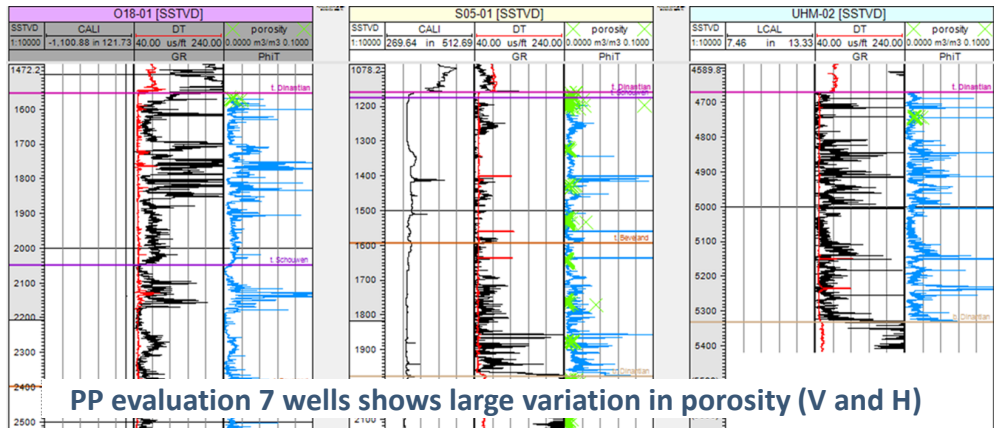 O18-01 [SSTVD]
SSTVD CALI DT porosity
1:10000 -1,100.88 in 121.73 40.00 us/ft 240.00 0.0000 m3/m3 0.1000
GR PhiT
1472.2
t. Dinantian
1600
1700
1800
1900
2000
t. Schouwen
2100
2200
2300
2400
2500
S05-01 [SSTVD]
SSTVD CALI DT porosity
1:10000 269.64 in 512.69 40.00 us/ft 240.00 0.0000 m3/m3 0.1000
GR PhiT
1078.2
t. Dinantian
t. Schouwen
1200
1300
1400
1500
1600
t. Beveland
1700
1800
1900
b. Dinantian
2100
UHM-02 [SSTVD]
SSTVD LCAL DT porosity
1:10000 7.46 in 13.33 40.00 us/ft 240.00 0.0000 m3/m3 0.1000
GR PhiT
4589.8
t. Dinantian
4700
4800
4900
5000
5100
5200
5300
b. Dinantian
5400
PP evaluation 7 wells shows large variation in porosity (V and H)